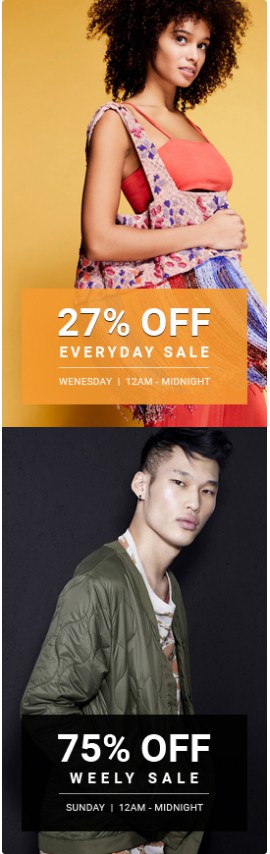 27% OFF
EVERYDAY SALE
WENESDAY | 12AM - MIDNIGHT
75% OFF
WEELY SALE
SUNDAY | 12AM - MIDNIGHT